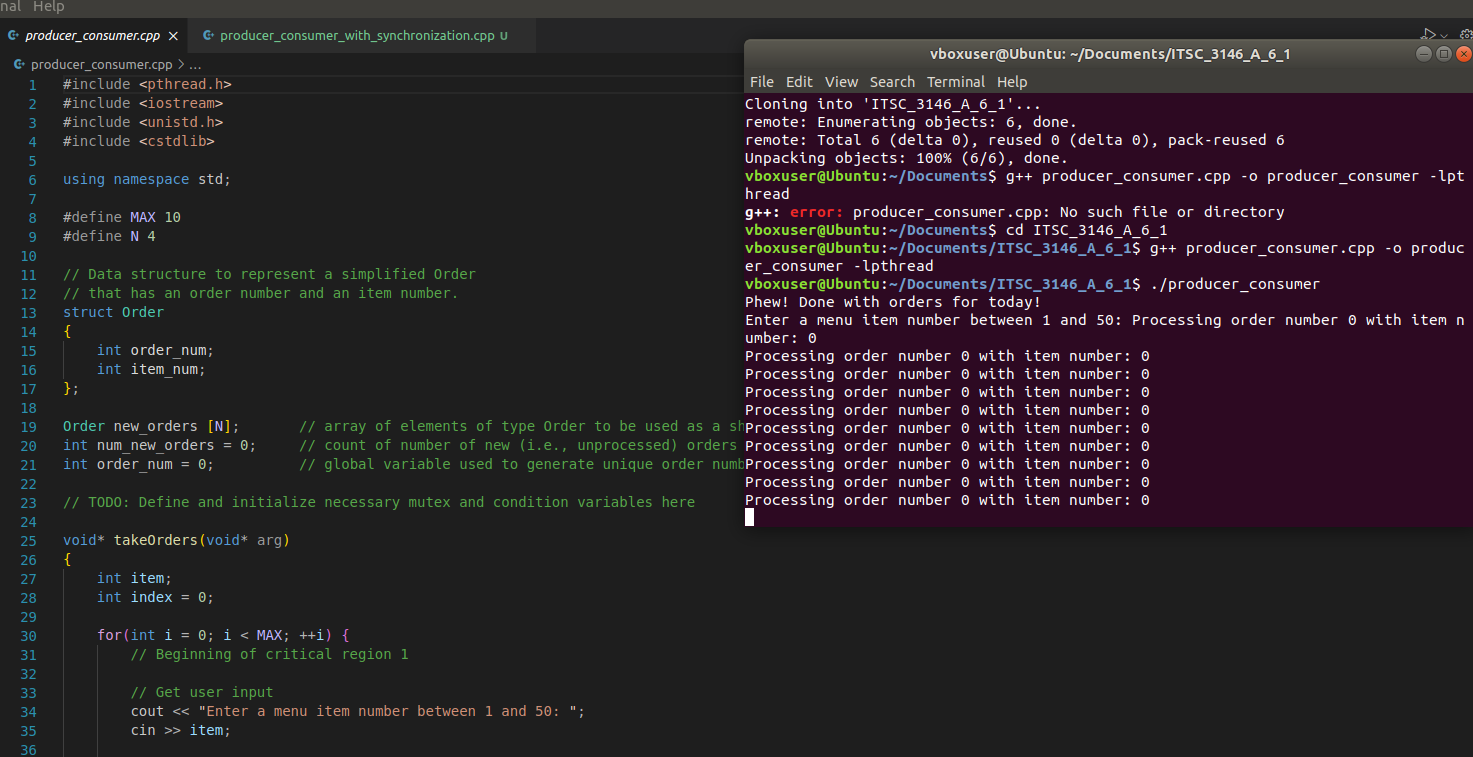 nal Help
producer_consumer.cpp
producer_consumer_with_synchronization.cpp U
producer_consumer.cpp > ...
1 #include <pthread.h>
2 #include <iostream>
3 #include <unistd.h>
4 #include <cstdlib>
5
6 using namespace std;
7
8 #define MAX 10
9 #define N 4
10
11 // Data structure to represent a simplified Order
12 // that has an order number and an item number.
13 struct Order
14 {
15 int order_num;
16 int item_num;
17 };
18
19 Order new_orders [N]; // array of elements of type Order to be used as a sh
20 int num_new_orders = 0; // count of number of new (i.e., unprocessed) orders
21 int order_num = 0; // global variable used to generate unique order numb
22
23 // TODO: Define and initialize necessary mutex and condition variables here
24
25 void* takeOrders(void* arg)
26 {
27 int item;
28 int index = 0;
29
30 for(int i = 0; i < MAX; ++i) {
31 // Beginning of critical region 1
32
33 // Get user input
34 cout << "Enter a menu item number between 1 and 50: ";
35 cin >> item;
36
vboxuser@Ubuntu: ~/Documents/ITSC_3146_A_6_1
File Edit View Search Terminal Help
Cloning into 'ITSC_3146_A_6_1'...
remote: Enumerating objects: 6, done.
remote: Total 6 (delta 0), reused 0 (delta 0), pack-reused 6
Unpacking objects: 100% (6/6), done.
vboxuser@Ubuntu:~/Documents$ g++ producer_consumer.cpp -o producer_consumer -lpt
hread
g++: error: producer_consumer.cpp: No such file or directory
vboxuser@Ubuntu:~/Documents$ cd ITSC_3146_A_6_1
vboxuser@Ubuntu:~/Documents/ITSC_3146_A_6_1$ g++ producer_consumer.cpp -o produc
er_consumer -lpthread
vboxuser@Ubuntu:~/Documents/ITSC_3146_A_6_1$ ./producer_consumer
Phew! Done with orders for today!
Enter a menu item number between 1 and 50: Processing order number 0 with item n
umber: 0
Processing order number 0 with item number: 0
Processing order number 0 with item number: 0
Processing order number 0 with item number: 0
Processing order number 0 with item number: 0
Processing order number 0 with item number: 0
Processing order number 0 with item number: 0
Processing order number 0 with item number: 0
Processing order number 0 with item number: 0
Processing order number 0 with item number: 0